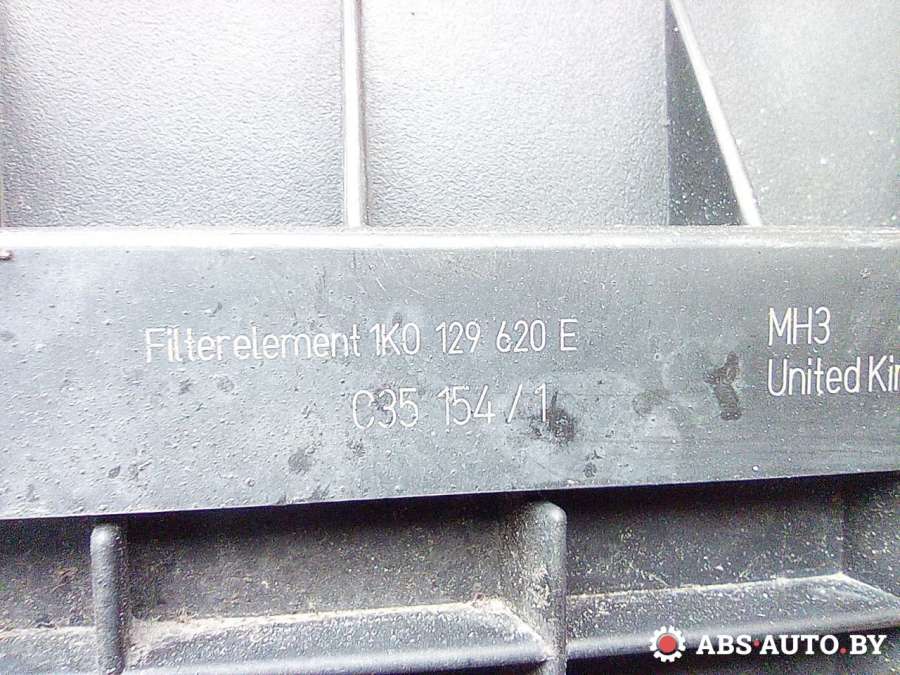 Filterelement 1K0 129 620 E
C35 154 / 1
MH3
United Kin
ABS-AUTO.BY